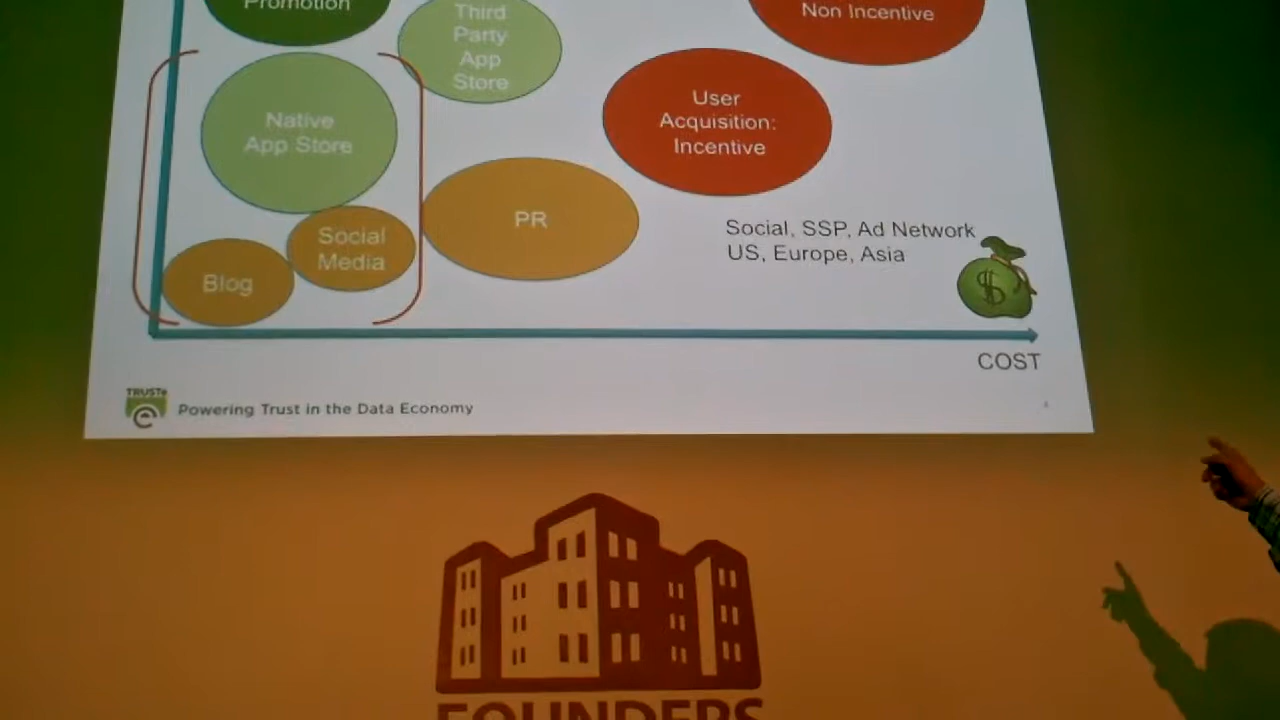 Promotion
Third
Party
App
Store
Non Incentive
Native
App Store
User
Acquisition:
Incentive
PR
Social
Media
Blog
Social, SSP, Ad Network
US, Europe, Asia
$
COST
TRUSTe
e
Powering Trust in the Data Economy
FOUNDERS